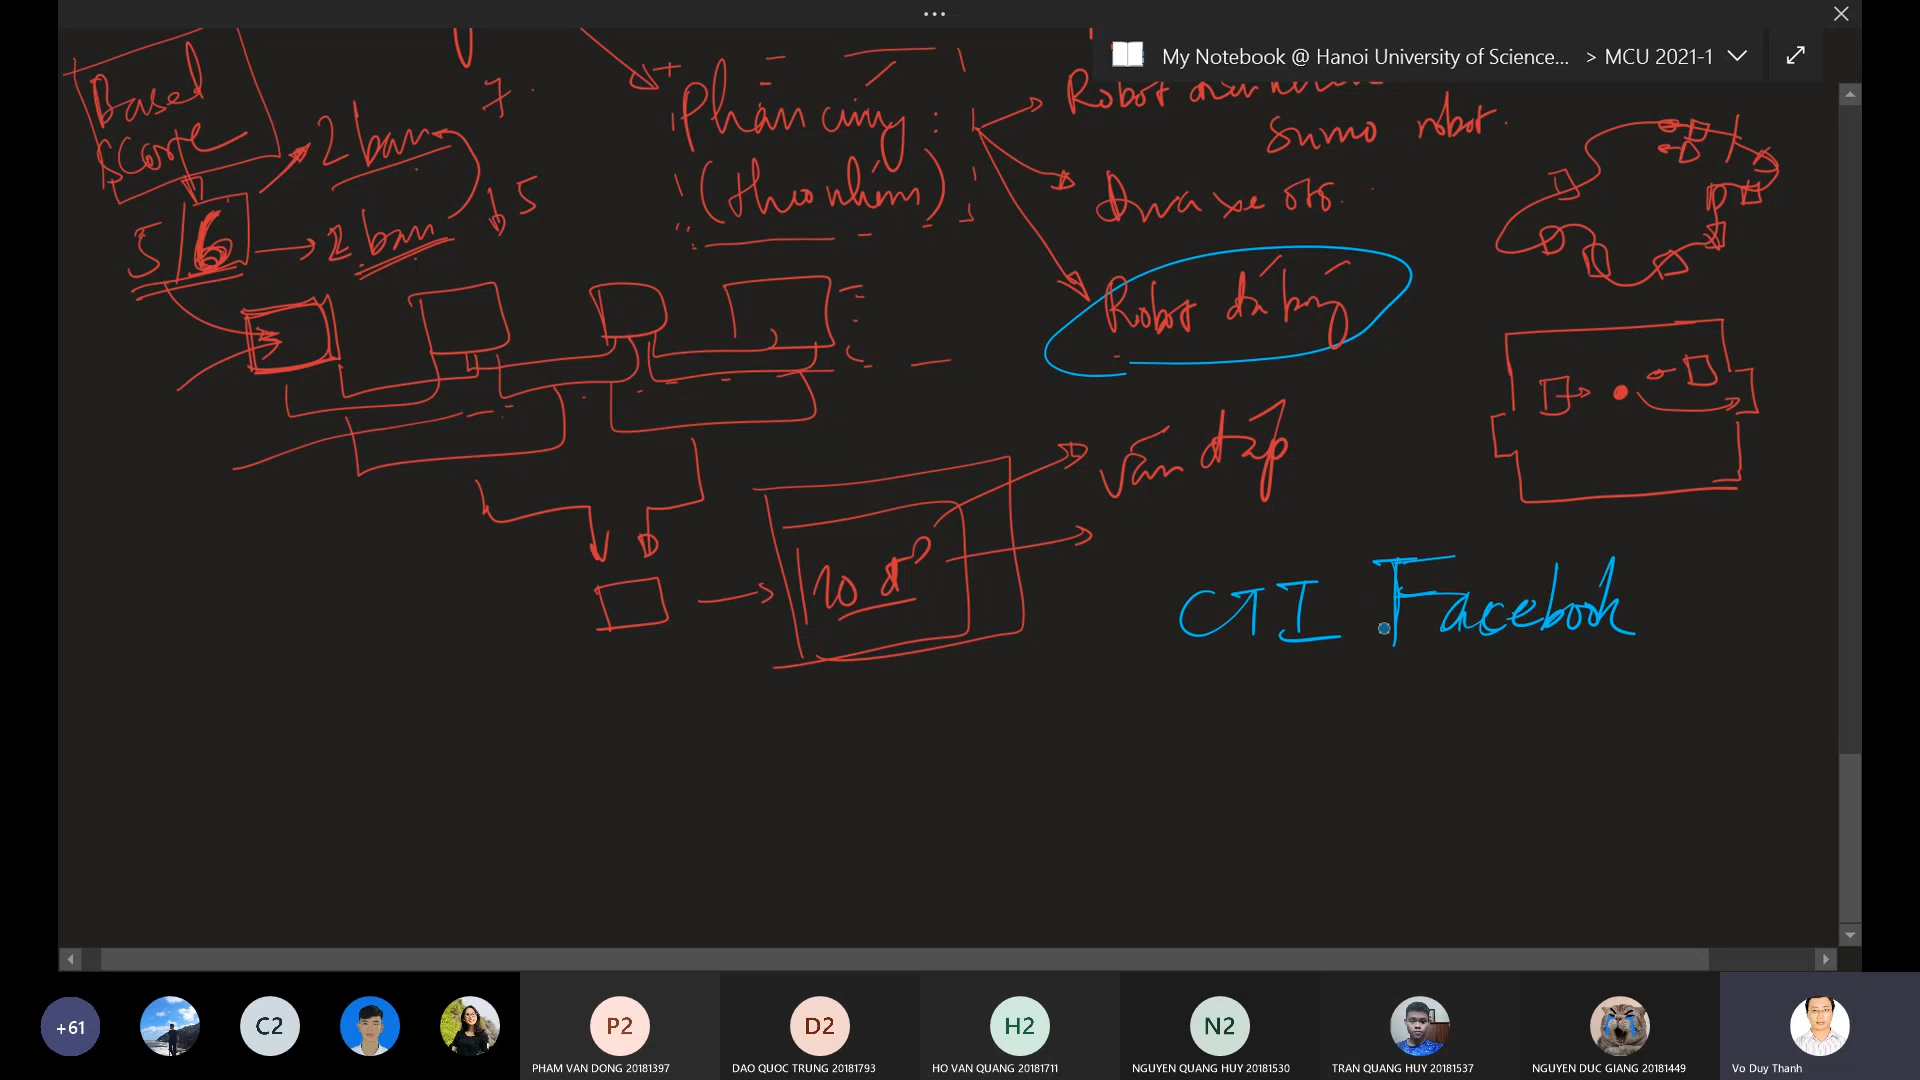 My Notebook @ Hanoi University of Science... > MCU 2021-1
Based
score
7.
2 ban
5/6
2 ban
5
Phần cứng :
(theo nhóm)
Robot
sumo robot.
Đua xe ôtô.
Robot đá bóng
Vấn đáp
10 đ
CTI Facebook
+61
C2
P2
D2
H2
N2
PHAM VAN DONG 20181397
DAO QUOC TRUNG 20181793
HO VAN QUANG 20181711
NGUYEN QUANG HUY 20181530
TRAN QUANG HUY 20181537
NGUYEN DUC GIANG 20181449
Vo Duy Thanh